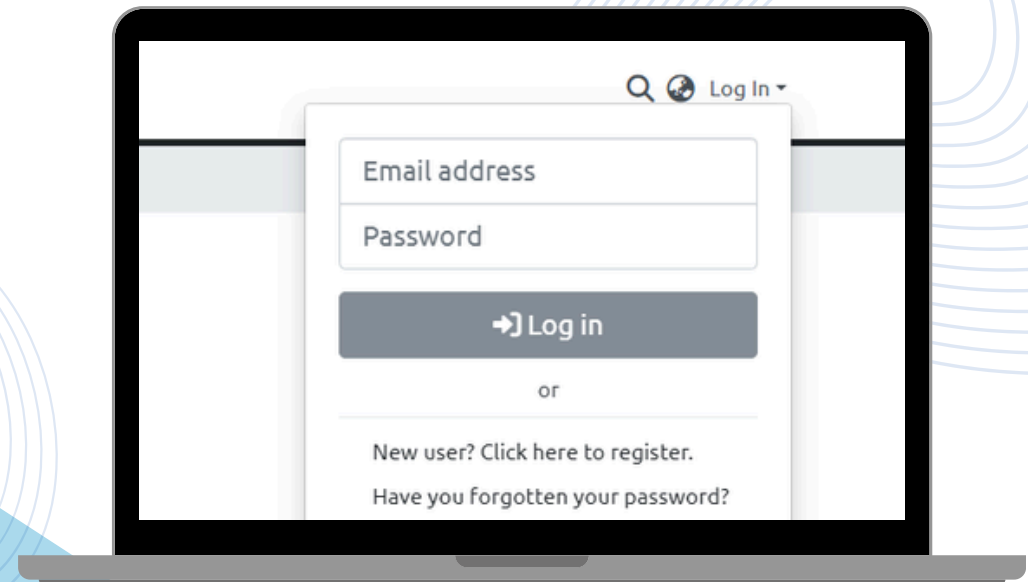 Log In
Email address
Password
Log in
or
New user? Click here to register.
Have you forgotten your password?